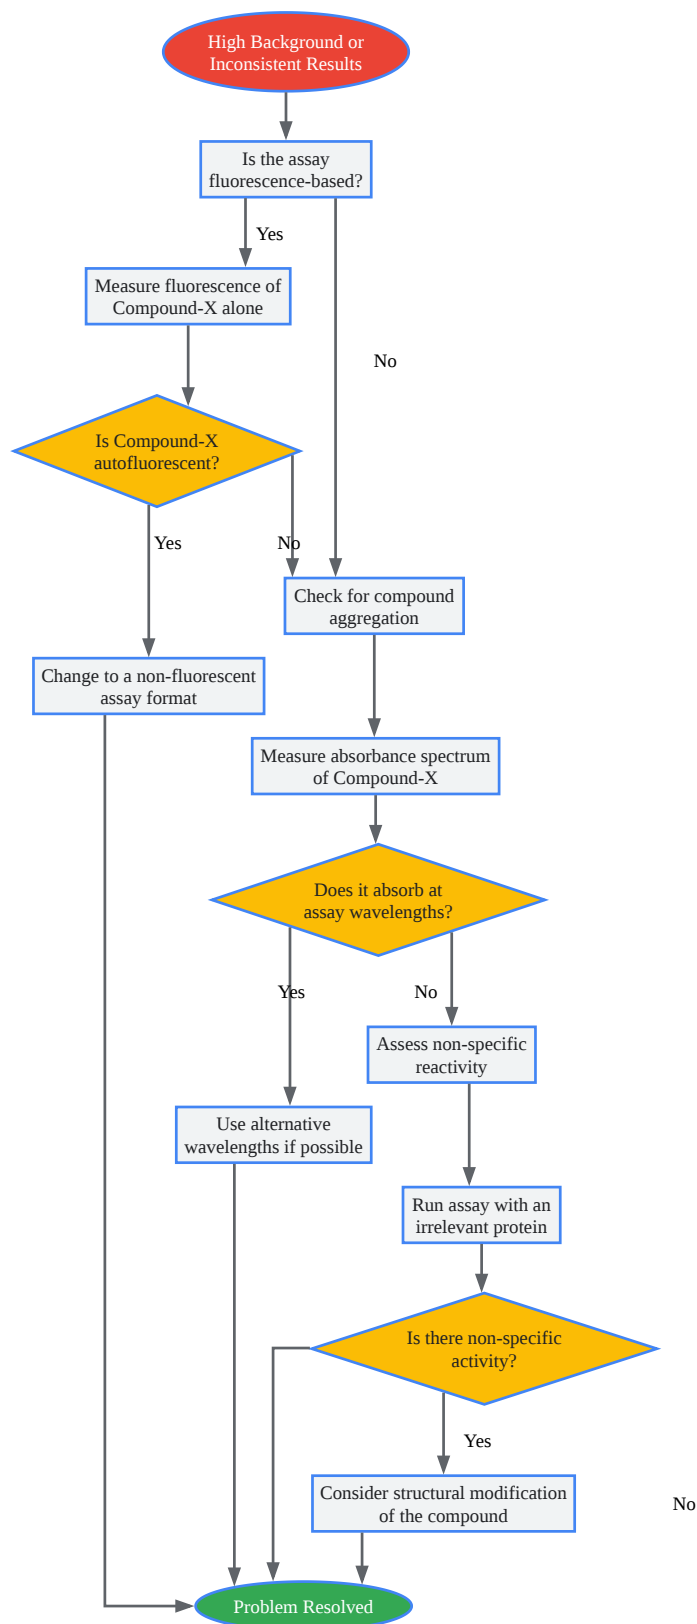 High Background or
Inconsistent Results
Is the assay
fluorescence-based?
Yes
Measure fluorescence of
Compound-X alone
No
Is Compound-X
autofluorescent?
Yes
No
Check for compound
aggregation
Change to a non-fluorescent
assay format
Measure absorbance spectrum
of Compound-X
Does it absorb at
assay wavelengths?
Yes
No
Assess non-specific
reactivity
Use alternative
wavelengths if possible
Run assay with an
irrelevant protein
Is there non-specific
activity?
Yes
Consider structural modification
of the compound
No
Problem Resolved